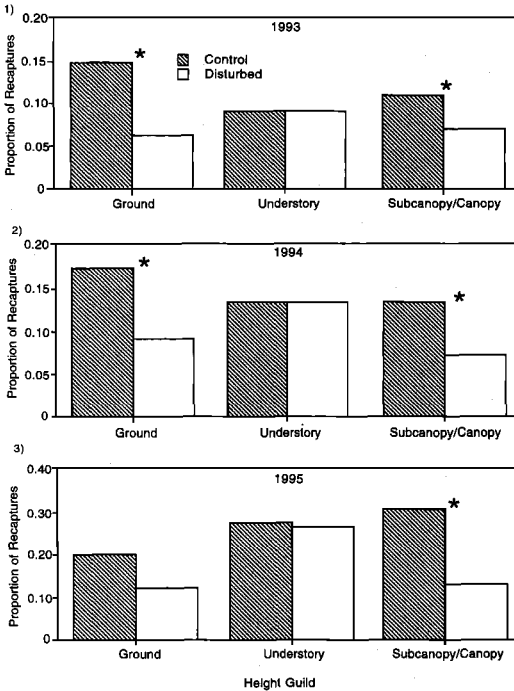 1)
1993
0.20
0.15
0.10
0.05
0
Proportion of Recaptures
*
Control
Disturbed
*
Ground Understory Subcanopy/Canopy
2)
1994
0.20
0.15
0.10
0.05
0
Proportion of Recaptures
*
*
Ground Understory Subcanopy/Canopy
3)
1995
0.40
0.30
0.20
0.10
0
Proportion of Recaptures
*
Ground Understory Subcanopy/Canopy
Height Guild